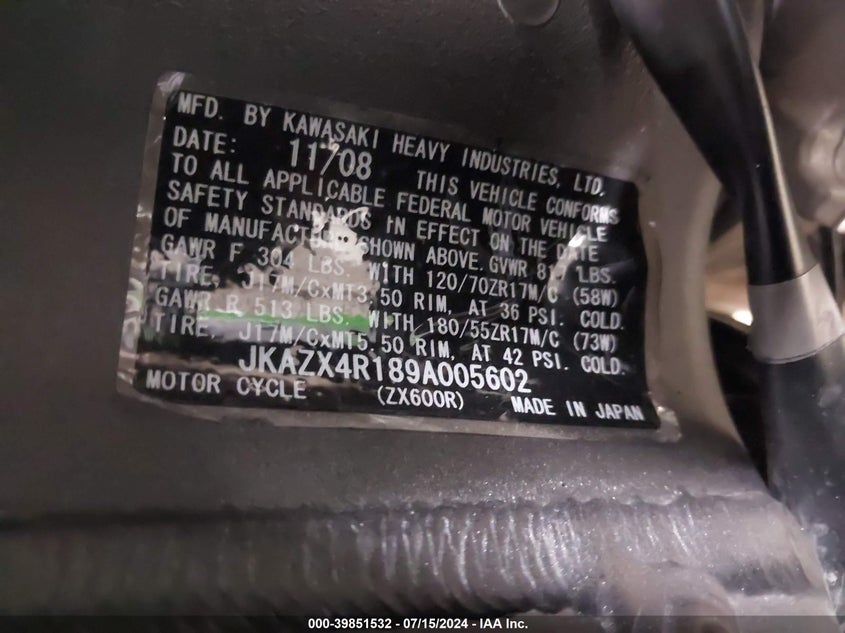 MFD. BY KAWASAKI HEAVY INDUSTRIES, LTD.
DATE: 11/08 THIS VEHICLE CONFORMS
TO ALL APPLICABLE FEDERAL MOTOR VEHICLE
SAFETY STANDARDS IN EFFECT ON THE DATE
OF MANUFACTURE SHOWN ABOVE. GVWR LBS.
GAWR F 304 LBS. WITH 120/70ZR17M/C (58W)
TIRE, J17M/CxMT3.50 RIM, AT 36 PSI. COLD.
GAWR R 513 LBS. WITH 180/55ZR17M/C (73W)
TIRE, J17M/CxMT5.50 RIM, AT 42 PSI. COLD.
JKAZX4R189A005602
MOTOR CYCLE (ZX600R) MADE IN JAPAN
000-39851532 - 07/15/2024 - IAA Inc.